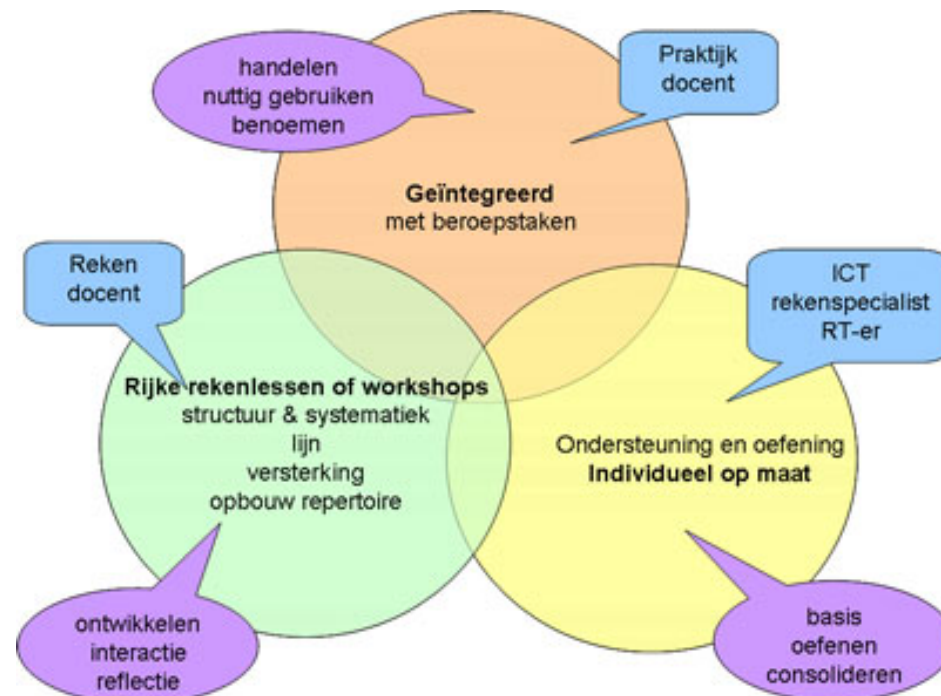 handelen
nuttig gebruiken
benoemen
Praktijk
docent
Geïntegreerd
met beroepstaken
Reken
docent
ICT
rekenspecialist
RT-er
Rijke rekenlessen of workshops
structuur & systematiek
lijn
versterking
opbouw repertoire
Ondersteuning en oefening
Individueel op maat
ontwikkelen
interactie
reflectie
basis
oefenen
consolideren